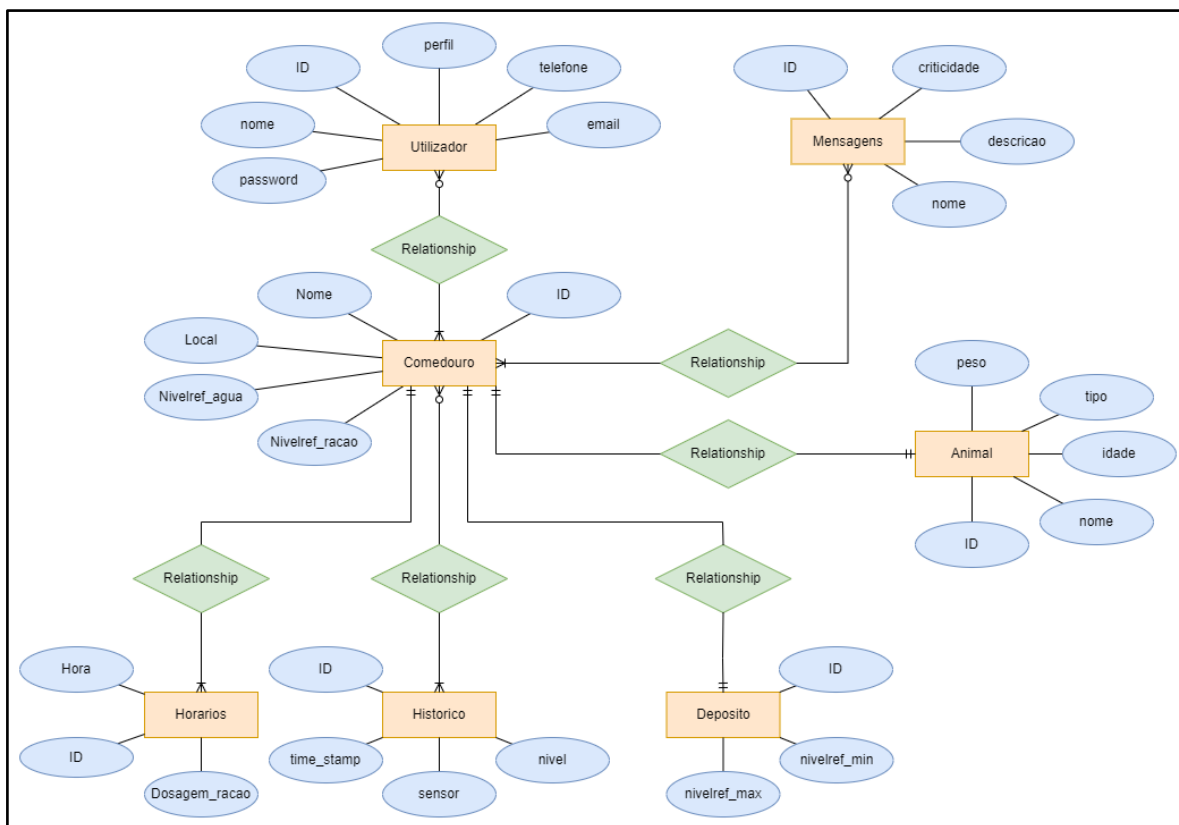 perfil
ID
telefone
nome
email
Utilizador
password
ID
criticidade
Mensagens
descricao
nome
Relationship
Nome
ID
Local
Comedouro
Nivelref_agua
Nivelref_racao
Relationship
Relationship
peso
tipo
Animal
idade
nome
ID
Relationship
Relationship
Relationship
Hora
Horarios
ID
Dosagem_racao
ID
Historico
time_stamp
nivel
sensor
ID
Deposito
nivelref_min
nivelref_max